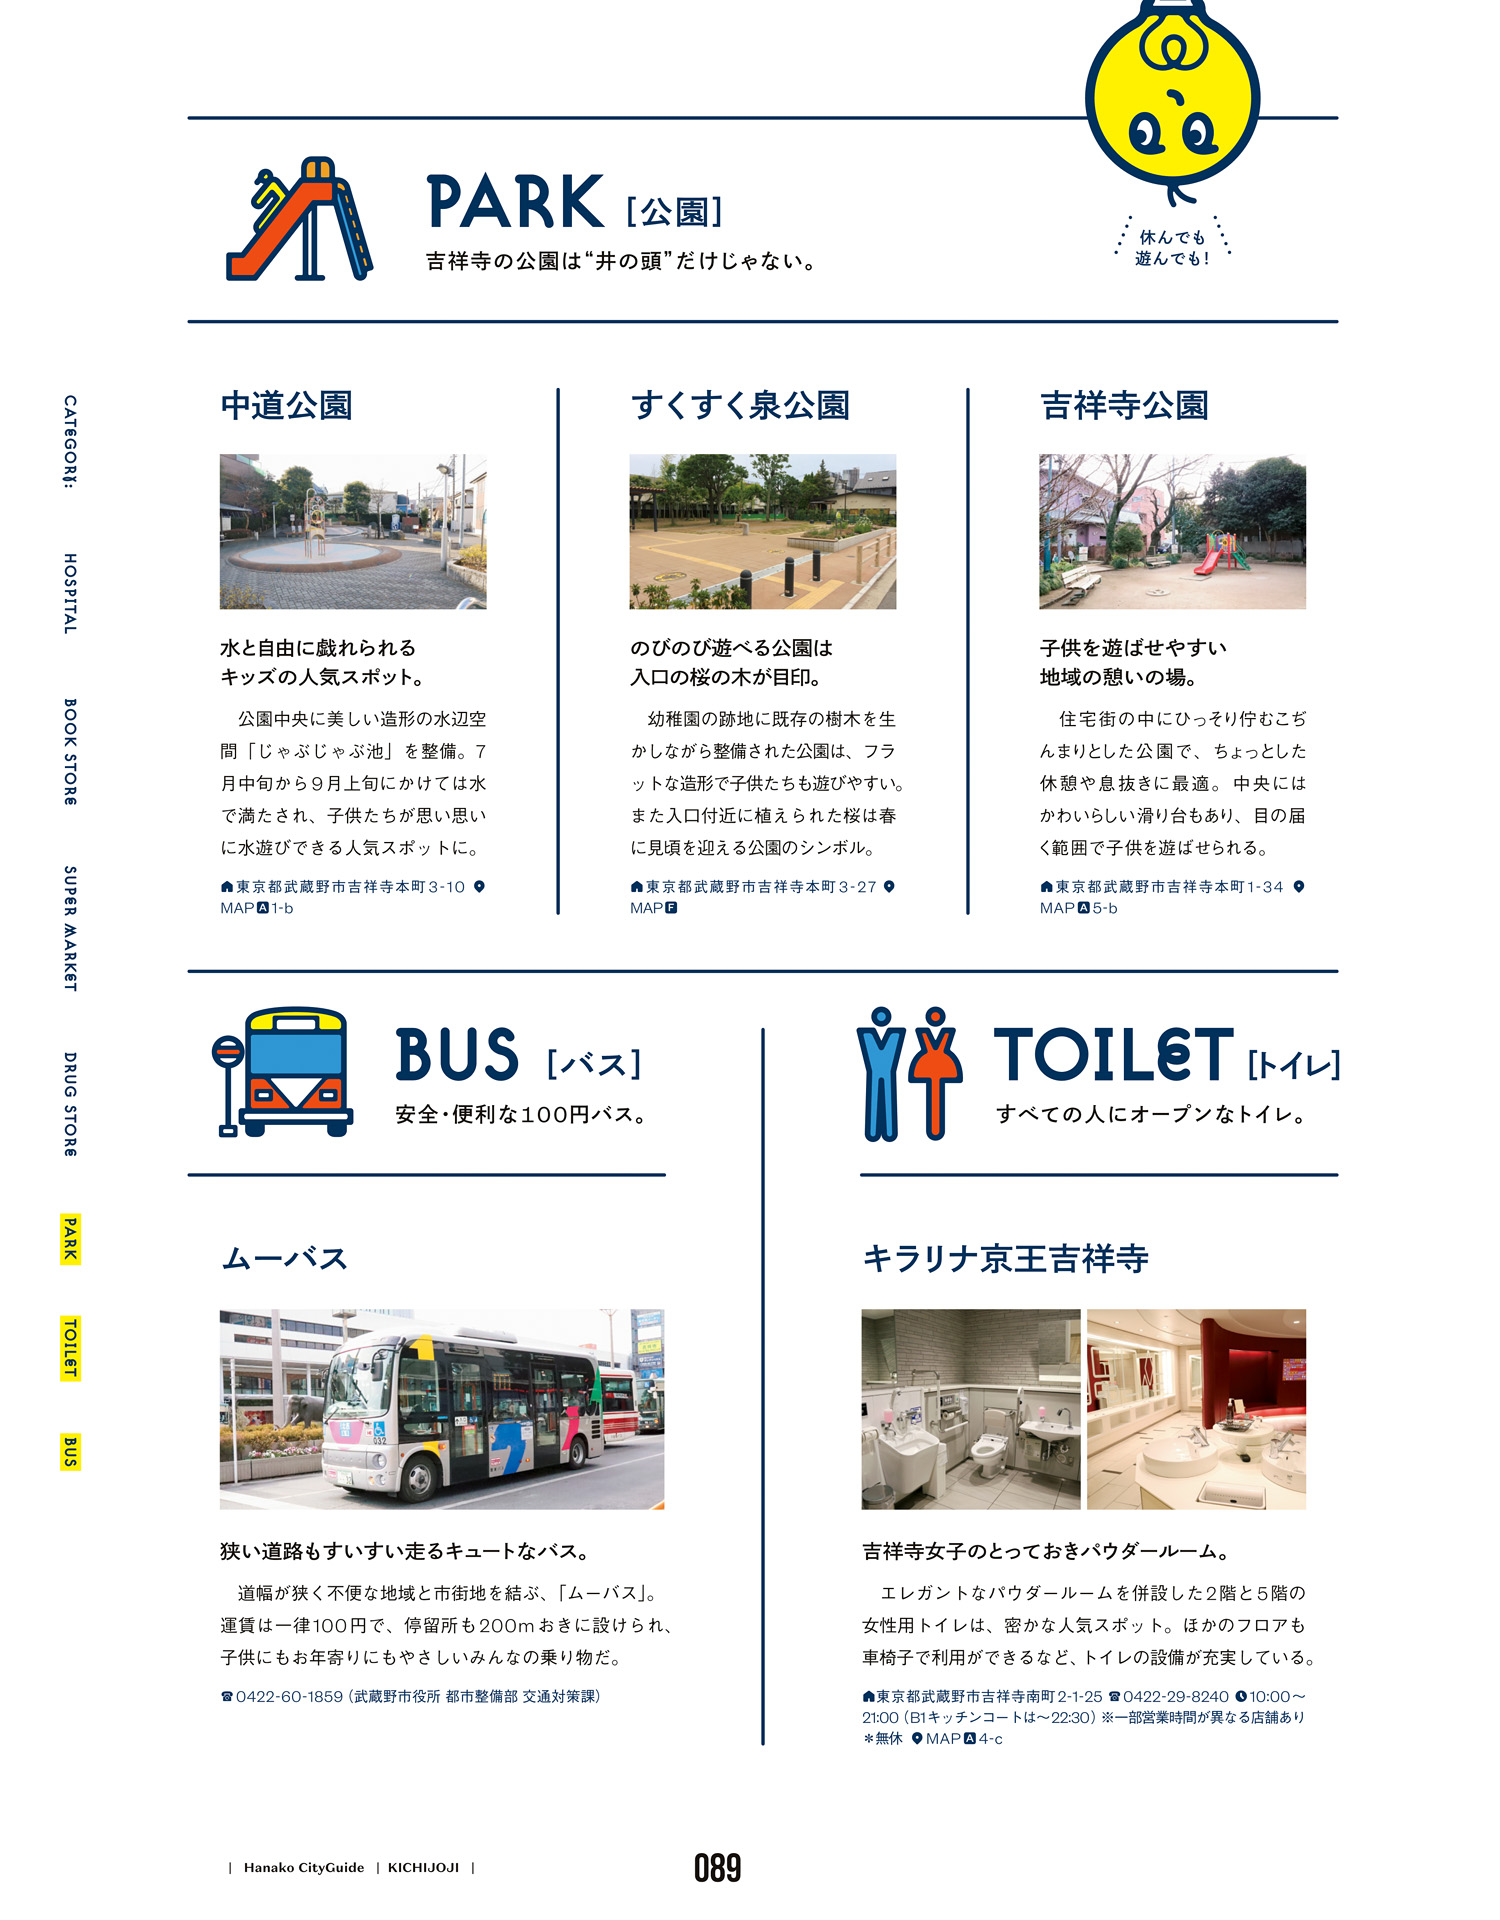 PARK [公園]
吉祥寺の公園は“井の頭”だけじゃない。
休んでも
遊んでも!
CATEGORY:
HOSPITAL
BOOK STORE
SUPER MARKET
DRUG STORE
PARK
TOILET
BUS
中道公園
水と自由に戯れられる
キッズの人気スポット。
公園中央に美しい造形の水辺空
間「じゃぶじゃぶ池」を整備。7
月中旬から9月上旬にかけては水
で満たされ、子供たちが思い思い
に水遊びできる人気スポットに。
東京都武蔵野市吉祥寺本町3-10
MAP A 1-b
すくすく泉公園
のびのび遊べる公園は
入口の桜の木が目印。
幼稚園の跡地に既存の樹木を生
かしながら整備された公園は、フラ
ットな造形で子供たちも遊びやすい。
また入口付近に植えられた桜は春
に見頃を迎える公園のシンボル。
東京都武蔵野市吉祥寺本町3-27
MAP F
吉祥寺公園
子供を遊ばせやすい
地域の憩いの場。
住宅街の中にひっそり佇むこぢ
んまりとした公園で、ちょっとした
休憩や息抜きに最適。中央には
かわいらしい滑り台もあり、目の届
く範囲で子供を遊ばせられる。
東京都武蔵野市吉祥寺本町1-34
MAP A 5-b
BUS [バス]
安全・便利な100円バス。
ムーバス
032
狭い道路もすいすい走るキュートなバス。
道幅が狭く不便な地域と市街地を結ぶ、「ムーバス」。
運賃は一律100円で、停留所も200mおきに設けられ、
子供にもお年寄りにもやさしいみんなの乗り物だ。
☎0422-60-1859(武蔵野市役所 都市整備部 交通対策課)
TOILET [トイレ]
すべての人にオープンなトイレ。
キラリナ京王吉祥寺
吉祥寺女子のとっておきパウダールーム。
エレガントなパウダールームを併設した2階と5階の
女性用トイレは、密かな人気スポット。ほかのフロアも
車椅子で利用ができるなど、トイレの設備が充実している。
東京都武蔵野市吉祥寺南町2-1-25 ☎0422-29-8240 10:00〜
21:00(B1キッチンコートは〜22:30)※一部営業時間が異なる店舗あり
＊無休 MAP A 4-c
| Hanako CityGuide | KICHIJOJI |
089